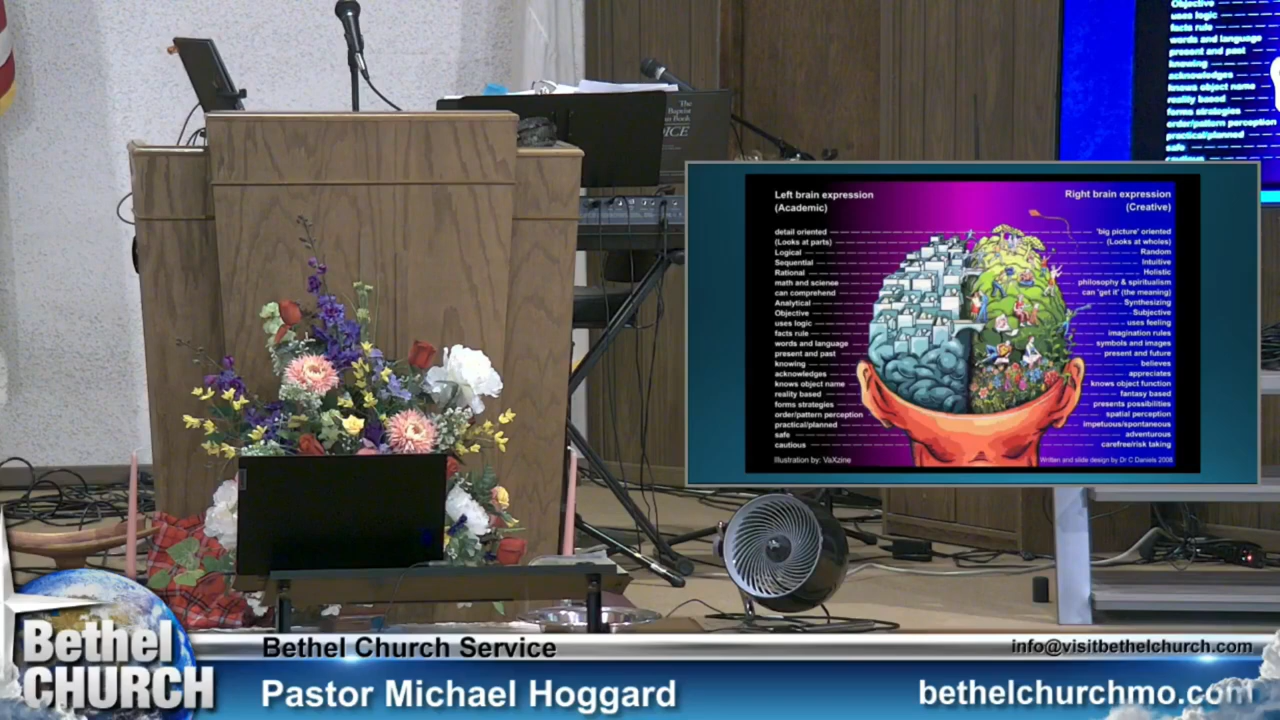 The
Baptist
Objective
uses logic
facts rule
words and language
present and past
knowing
acknowledges
knows object name
reality based
forms strategies
order/pattern perception
practical/planned
safe
cautious
Left brain expression
(Academic)
Right brain expression
(Creative)
detail oriented
(Looks at parts)
Logical
Sequential
Rational
math and science
can comprehend
Analytical
Objective
uses logic
facts rule
words and language
present and past
knowing
acknowledges
knows object name
reality based
forms strategies
order/pattern perception
practical/planned
safe
cautious
'big picture' oriented
(Looks at wholes)
Random
Intuitive
Holistic
philosophy & spiritualism
can 'get it' (the meaning)
Synthesizing
Subjective
uses feeling
imagination rules
symbols and images
present and future
believes
appreciates
knows object function
fantasy based
presents possibilities
spatial perception
impetuous/spontaneous
adventurous
carefree/risk taking
Illustration by: VaXzine
Written and slide design by Dr C Daniels 2008
Bethel
CHURCH
Bethel Church Service
info@visitbethelchurch.com
Pastor Michael Hoggard
bethelchurchmo.com